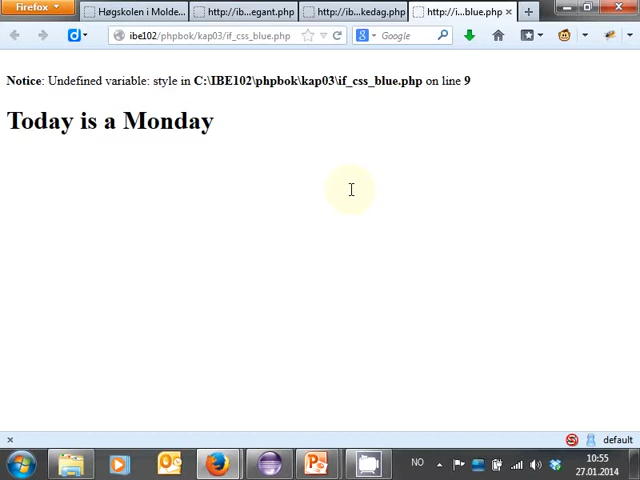 Firefox
Høgskolen i Molde...
http://ib...egant.php
http://ib...kedag.php
http://i...blue.php
ibe102/phpbok/kap03/if_css_blue.php
Google
Notice: Undefined variable: style in C:\IBE102\phpbok\kap03\if_css_blue.php on line 9
Today is a Monday
default
NO
10:55
27.01.2014